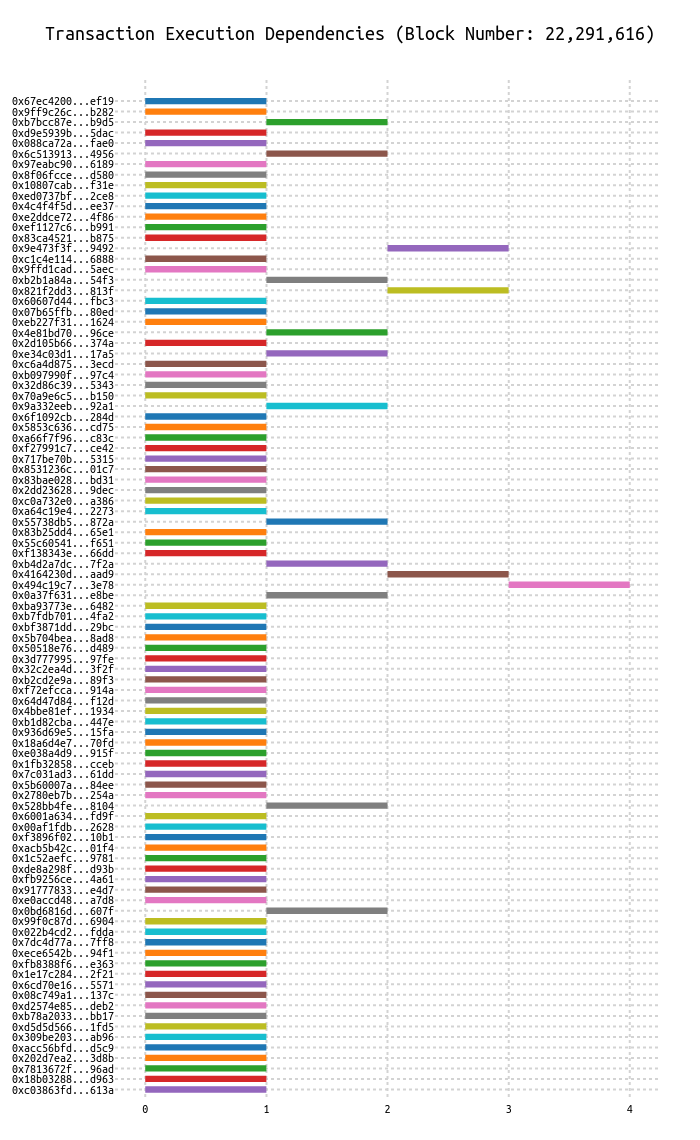 Transaction Execution Dependencies (Block Number: 22,291,616)
0x67ec4200...ef19
0x9ff9c26c...b282
0xb7bcc87e...b9d5
0xd9e5939b...5dac
0x088ca72a...fae0
0x6c513913...4956
0x97eabc90...6189
0x8f06fcce...d580
0x10807cab...f31e
0xed0737bf...2ce8
0x4c4f4f5d...ee37
0xe2ddce72...4f86
0xef1127c6...b991
0x83ca4521...b875
0x9e473f3f...9492
0xc1c4e114...6888
0x9ffd1cad...5aec
0xb2b1a84a...54f3
0x821f2dd3...813f
0x60607d44...fbc3
0x07b65ffb...80ed
0xeb227f31...1624
0x4e81bd70...96ce
0x2d105b66...374a
0xe34c03d1...17a5
0xc6a4d875...3ecd
0xb097990f...97c4
0x32d86c39...5343
0x70a9e6c5...b150
0x9a332eeb...92a1
0x6f1092cb...284d
0x5853c636...cd75
0xa66f7f96...c83c
0xf27991c7...ce42
0x717be70b...5315
0x8531236c...01c7
0x83bae028...bd31
0x2dd23628...9dec
0xc0a732e0...a386
0xa64c19e4...2273
0x55738db5...872a
0x83b25dd4...65e1
0x55c60541...f651
0xf138343e...66dd
0xb4d2a7dc...7f2a
0x4164230d...aad9
0x494c19c7...3e78
0x0a37f631...e8be
0xba93773e...6482
0xb7fdb701...4fa2
0xbf3871dd...29bc
0x5b704bea...8ad8
0x50518e76...d489
0x3d777995...97fe
0x32c2ea4d...3f2f
0xb2cd2e9a...89f3
0xf72efcca...914a
0x64d47d84...f12d
0x4bbe81ef...1934
0xb1d82cba...447e
0x936d69e5...15fa
0x18a6d4e7...70fd
0xe038a4d9...915f
0x1fb32858...cceb
0x7c031ad3...61dd
0x5b60007a...84ee
0x2780eb7b...254a
0x528bb4fe...8104
0x6001a634...fd9f
0x00af1fdb...2628
0xf3896f02...10b1
0xacb5b42c...01f4
0x1c52aefc...9781
0xde8a298f...d93b
0xfb9256ce...4a61
0x91777833...e4d7
0xe0accd48...a7d8
0x0bd6816d...607f
0x99f0c87d...6904
0x022b4cd2...fdda
0x7dc4d77a...7ff8
0xece6542b...94f1
0xfb8388f6...e363
0x1e17c284...2f21
0x6cd70e16...5571
0x08c749a1...137c
0xd2574e85...deb2
0xb78a2033...bb17
0xd5d5d566...1fd5
0x309be203...ab96
0xacc56bfd...d5c9
0x202d7ea2...3d8b
0x7813672f...96ad
0x18b03288...d963
0xc03863fd...613a
0 1 2 3 4